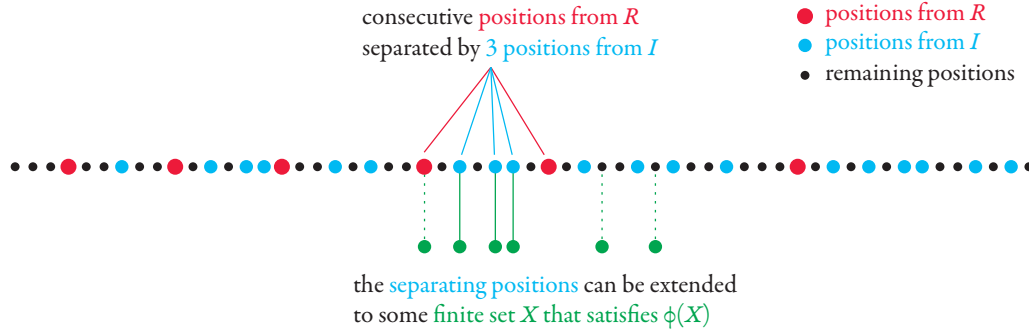 consecutive positions from R
separated by 3 positions from I
positions from R
positions from I
remaining positions
the separating positions can be extended
to some finite set X that satisfies ϕ(X)